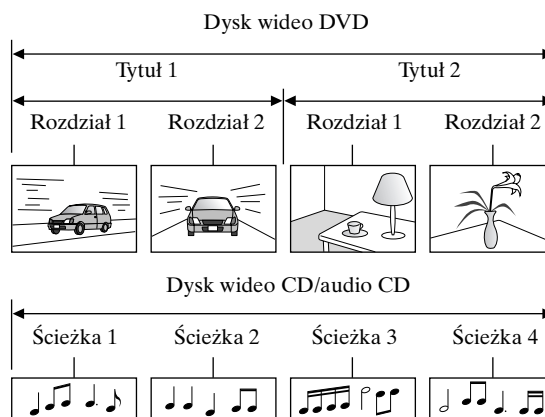 Dysk wideo DVD
Tytuł 1 Tytuł 2
Rozdział 1 Rozdział 2 Rozdział 1 Rozdział 2
Dysk wideo CD/audio CD
Ścieżka 1 Ścieżka 2 Ścieżka 3 Ścieżka 4